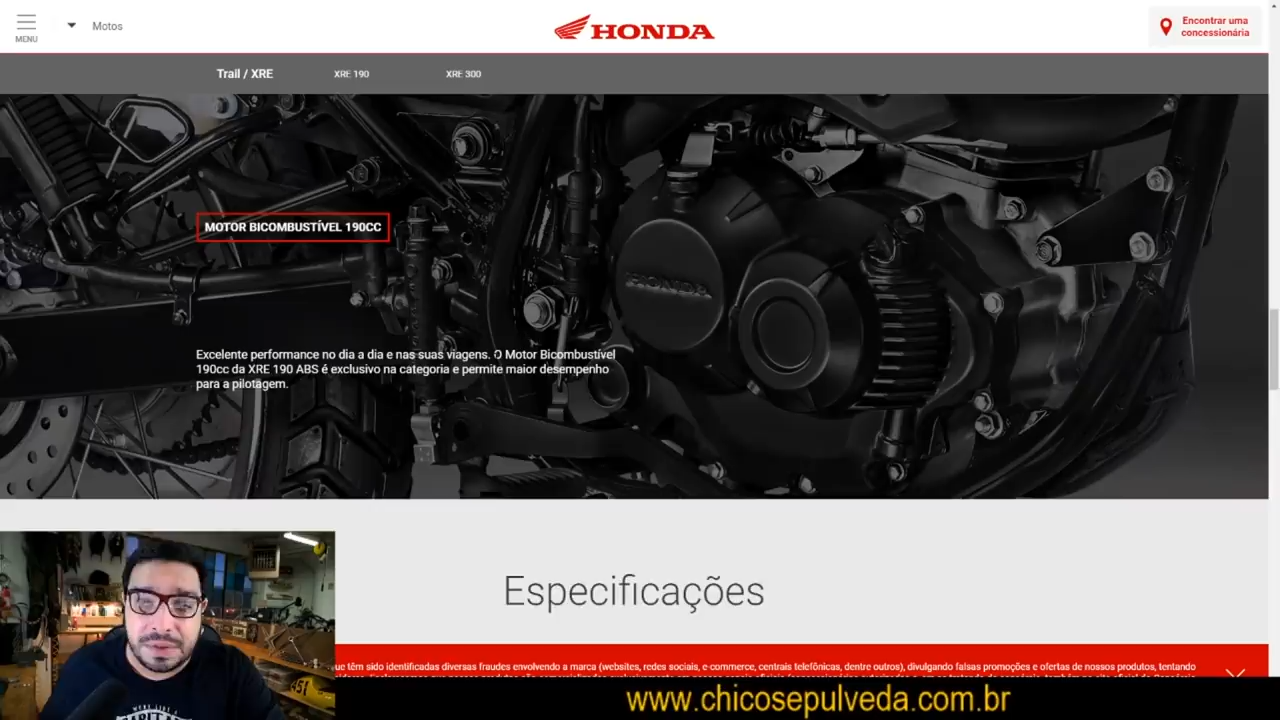 MENU
Motos
HONDA
Encontrar uma
concessionária
Trail / XRE
XRE 190
XRE 300
HONDA
MOTOR BICOMBUSTÍVEL 190CC
Excelente performance no dia a dia e nas suas viagens. O Motor Bicombustível
190cc da XRE 190 ABS é exclusivo na categoria e permite maior desempenho
para a pilotagem.
Especificações
ue têm sido identificadas diversas fraudes envolvendo a marca (websites, redes sociais, e-commerce, centrais telefônicas, dentre outros), divulgando falsas promoções e ofertas de nossos produtos, tentando
www.chicosepulveda.com.br